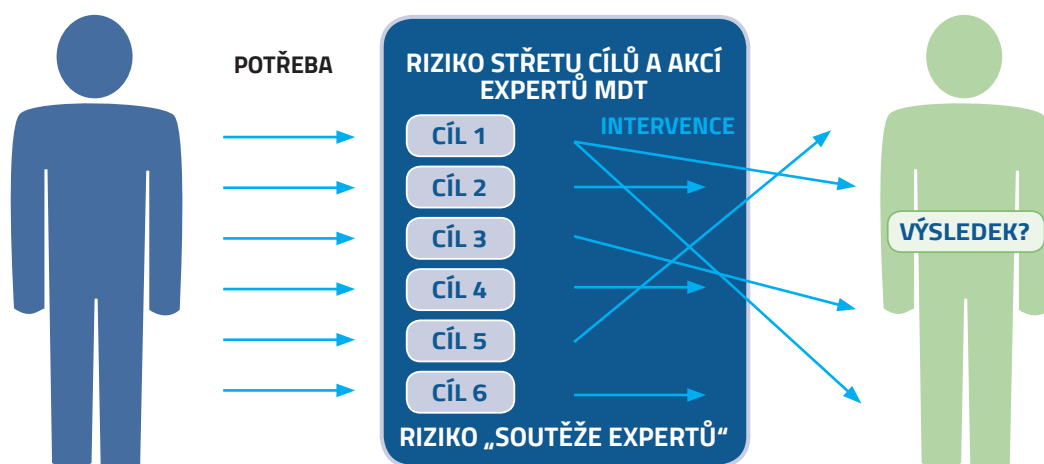 POTŘEBA
RIZIKO STŘETU CÍLŮ A AKCÍ
EXPERTŮ MDT
INTERVENCE
CÍL 1
CÍL 2
CÍL 3
CÍL 4
CÍL 5
CÍL 6
RIZIKO „SOUTĚŽE EXPERTŮ“
VÝSLEDEK?